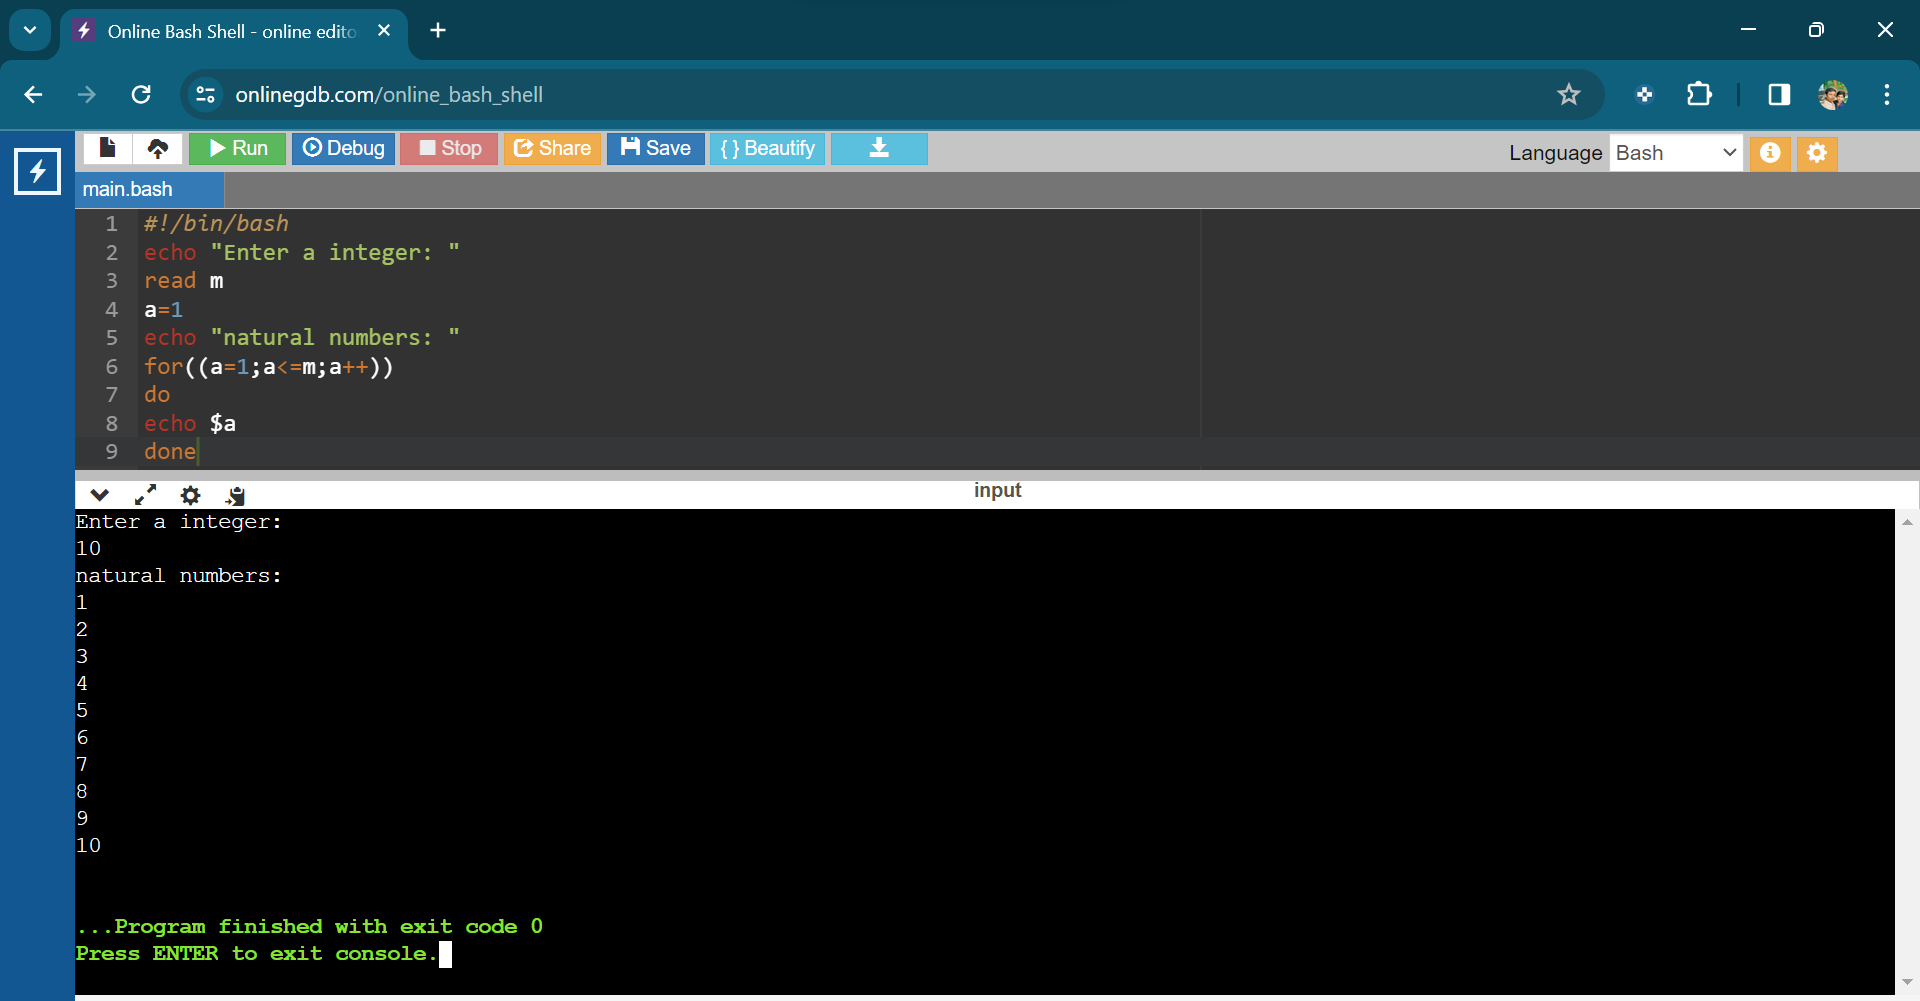 Online Bash Shell - online edito
onlinegdb.com/online_bash_shell
Run Debug Stop Share Save { } Beautify Language Bash
main.bash
1 #!/bin/bash
2 echo "Enter a integer: "
3 read m
4 a=1
5 echo "natural numbers: "
6 for((a=1;a<=m;a++))
7 do
8 echo $a
9 done
input
Enter a integer:
10
natural numbers:
1
2
3
4
5
6
7
8
9
10
...Program finished with exit code 0
Press ENTER to exit console.